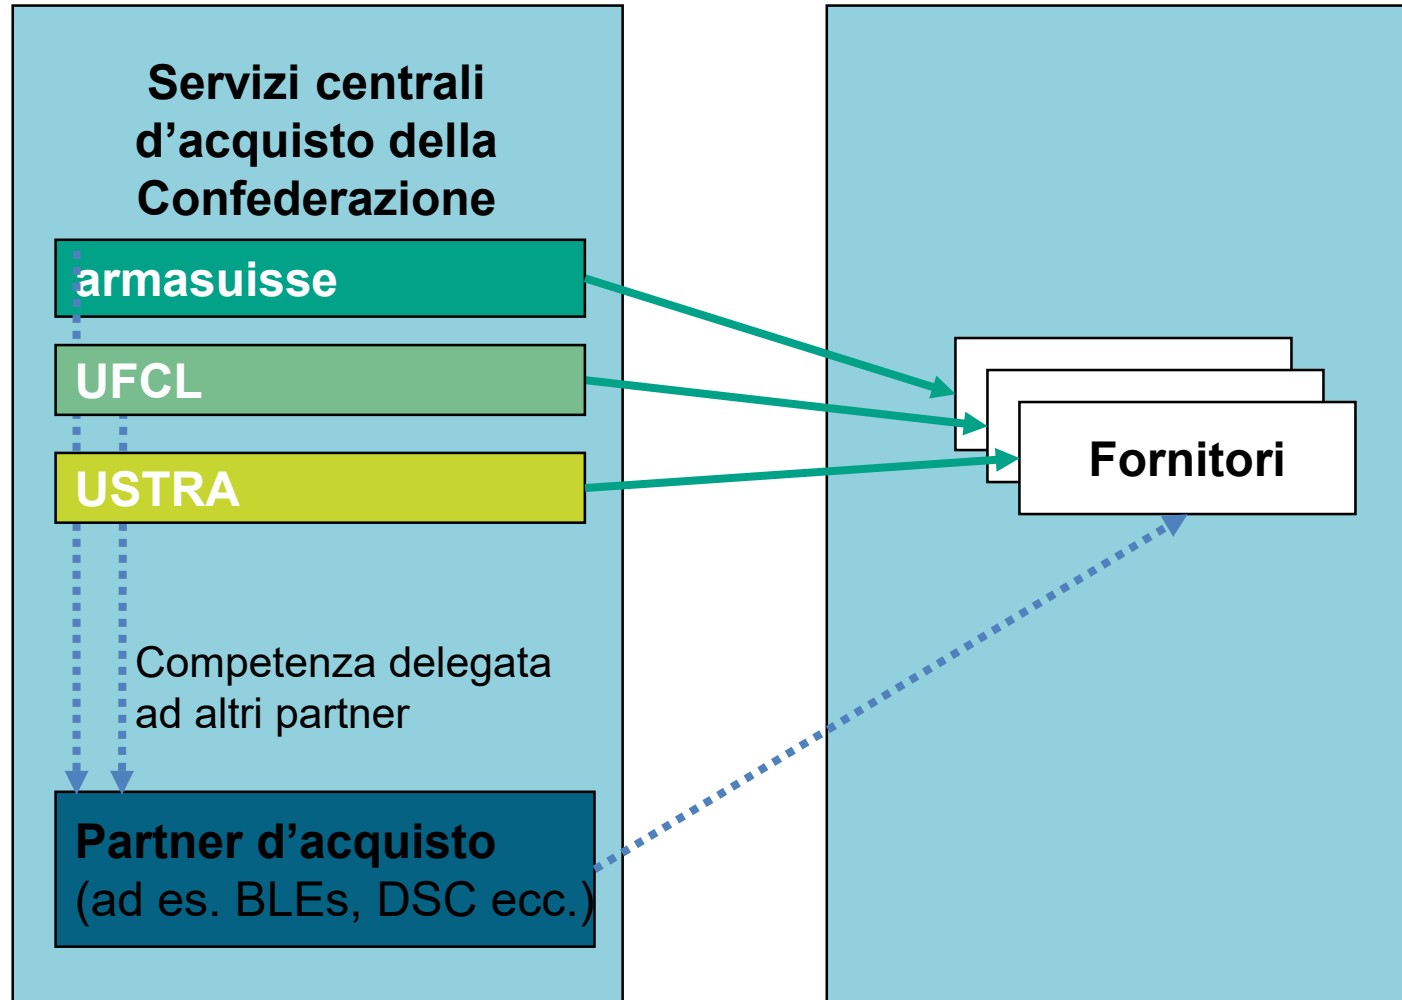 Servizi centrali
d’acquisto della
Confederazione
armasuisse
UFCL
USTRA
Fornitori
Competenza delegata
ad altri partner
Partner d’acquisto
(ad es. BLEs, DSC ecc.)